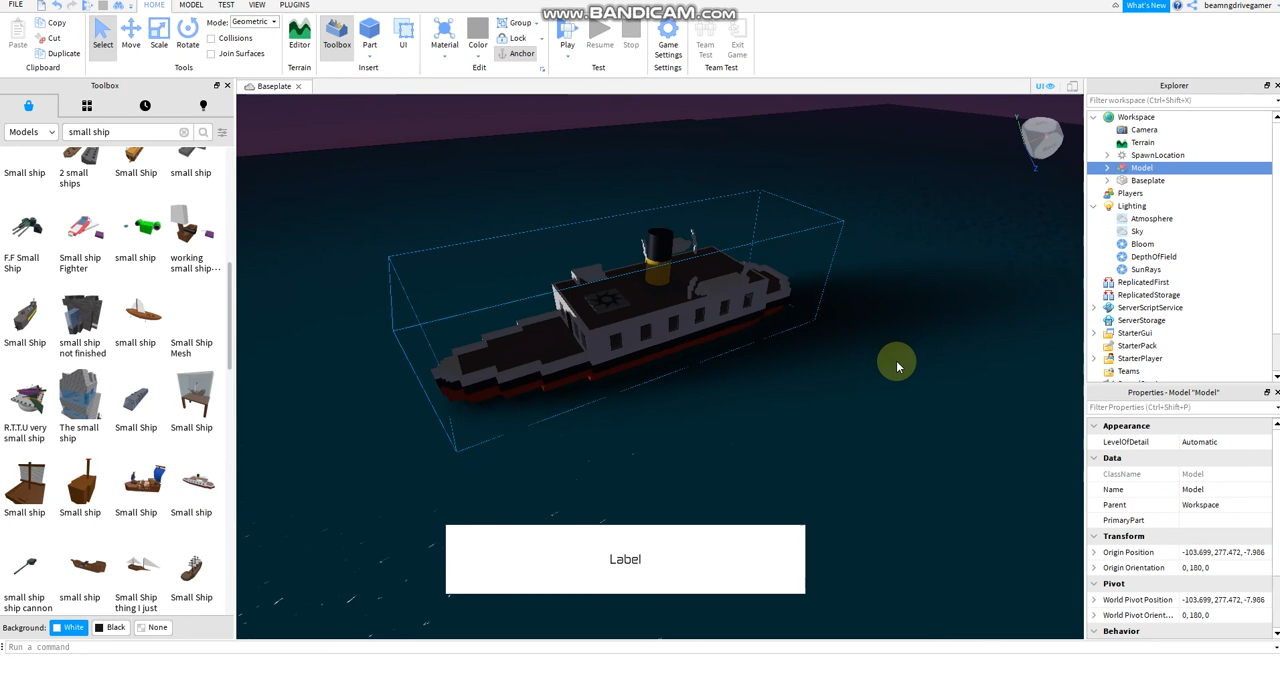 www.BANDICAM.com
FILE HOME MODEL TEST VIEW PLUGINS What's New beamngdrivegamer
Paste Copy Cut Duplicate Clipboard
Select Move Scale Rotate Mode: Geometric Collisions Join Surfaces Tools
Editor Terrain
Toolbox Part UI Insert
Material Color Group Lock Anchor Edit
Play Resume Stop Test
Game Settings Settings
Team Test Exit Game Team Test
Toolbox
Models small ship
Small ship 2 small ships Small Ship small ship
F.F Small Ship Small ship Fighter small ship working small ship...
Small Ship small ship not finished small ship Small Ship Mesh
R.T.T.U very small ship The small ship Small Ship Small Ship
Small ship Small ship Small Ship Small ship
small ship ship cannon small ship Small Ship thing I just Small Ship
Background: White Black None
Run a command
Baseplate
UI
Label
Explorer
Filter workspace (Ctrl+Shift+X)
Workspace
Camera
Terrain
SpawnLocation
Model
Baseplate
Players
Lighting
Atmosphere
Sky
Bloom
DepthOfField
SunRays
ReplicatedFirst
ReplicatedStorage
ServerScriptService
ServerStorage
StarterGui
StarterPack
StarterPlayer
Teams
Properties - Model "Model"
Filter Properties (Ctrl+Shift+P)
Appearance
LevelOfDetail Automatic
Data
ClassName Model
Name Model
Parent Workspace
PrimaryPart
Transform
Origin Position -103.699, 277.472, -7.986
Origin Orientation 0, 180, 0
Pivot
World Pivot Position -103.699, 277.472, -7.986
World Pivot Orient... 0, 180, 0
Behavior